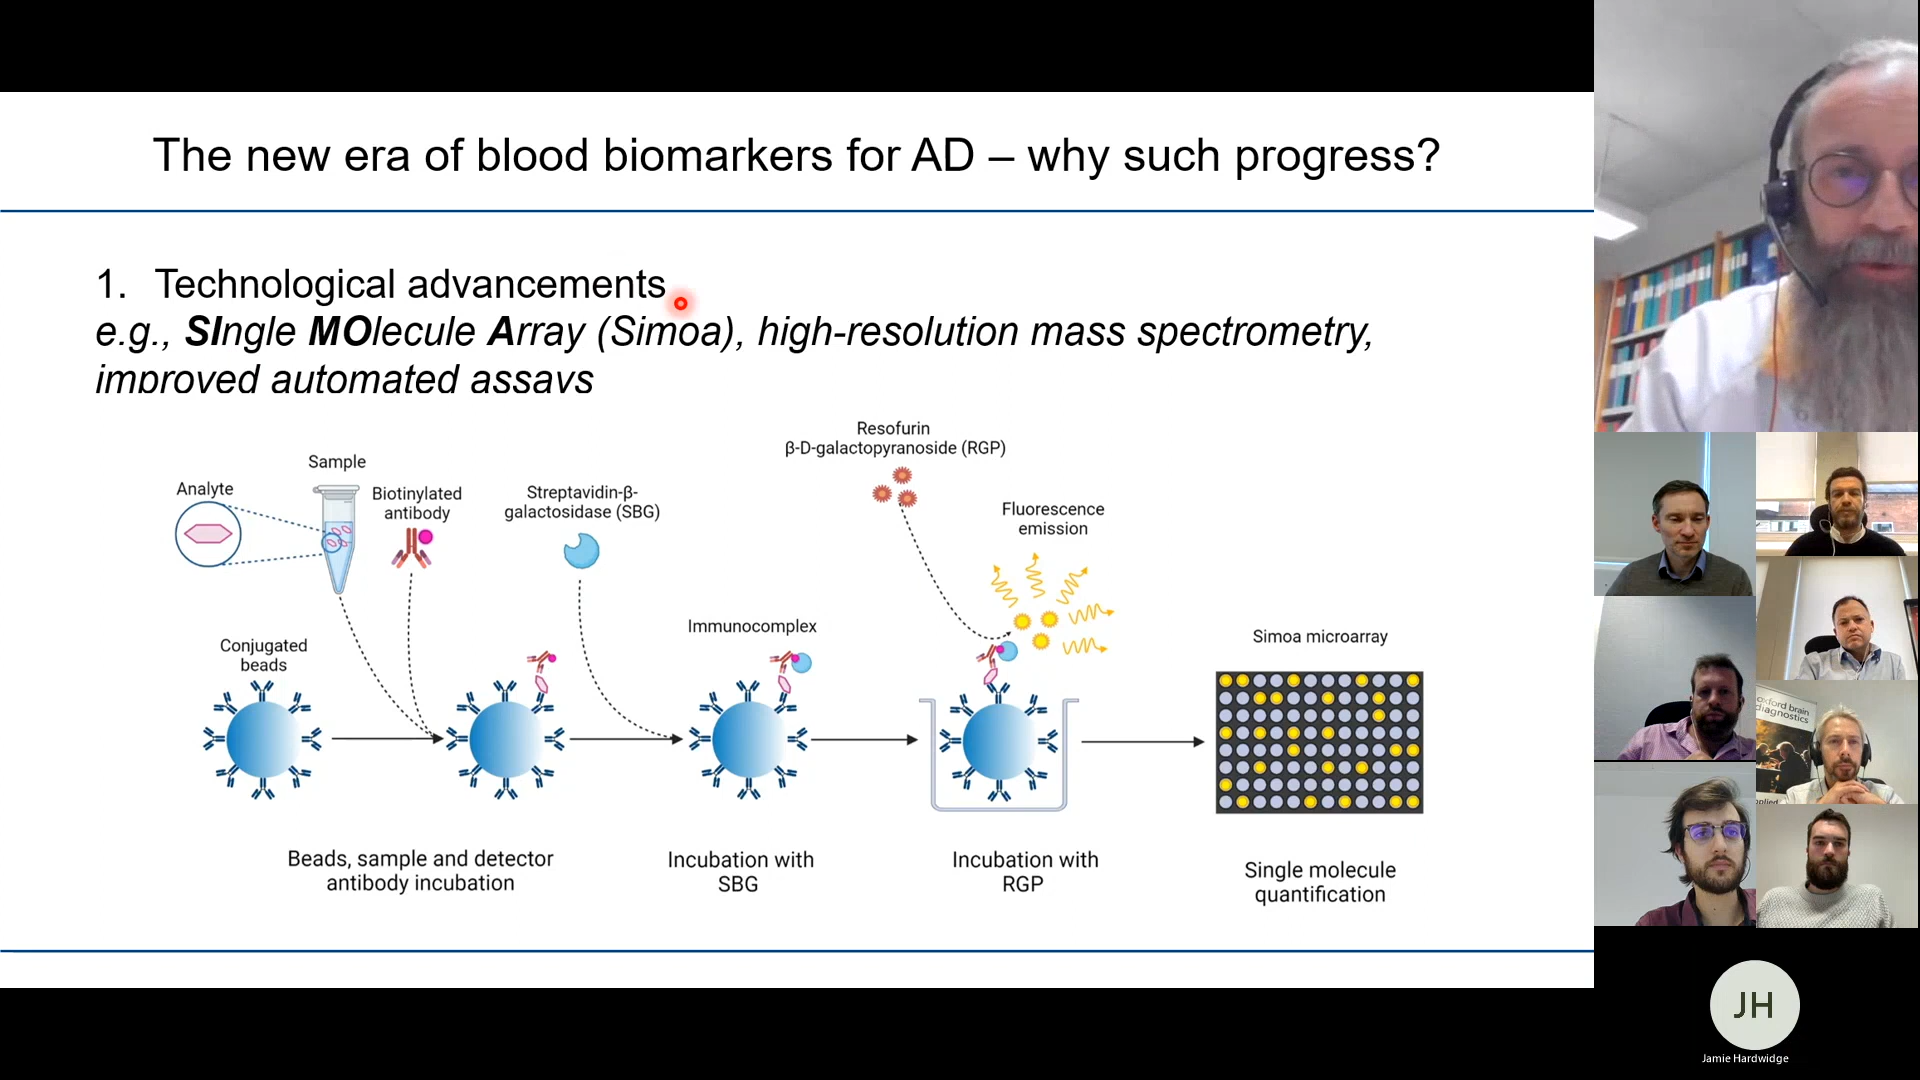 The new era of blood biomarkers for AD – why such progress?
1. Technological advancements
e.g., SIngle MOlecule Array (Simoa), high-resolution mass spectrometry,
improved automated assays
Resofurin
β-D-galactopyranoside (RGP)
Sample
Analyte
Biotinylated
antibody
Streptavidin-β-
galactosidase (SBG)
Fluorescence
emission
Conjugated
beads
Immunocomplex
Simoa microarray
Beads, sample and detector
antibody incubation
Incubation with
SBG
Incubation with
RGP
Single molecule
quantification
oxford brain
diagnostics
JH
Jamie Hardwidge